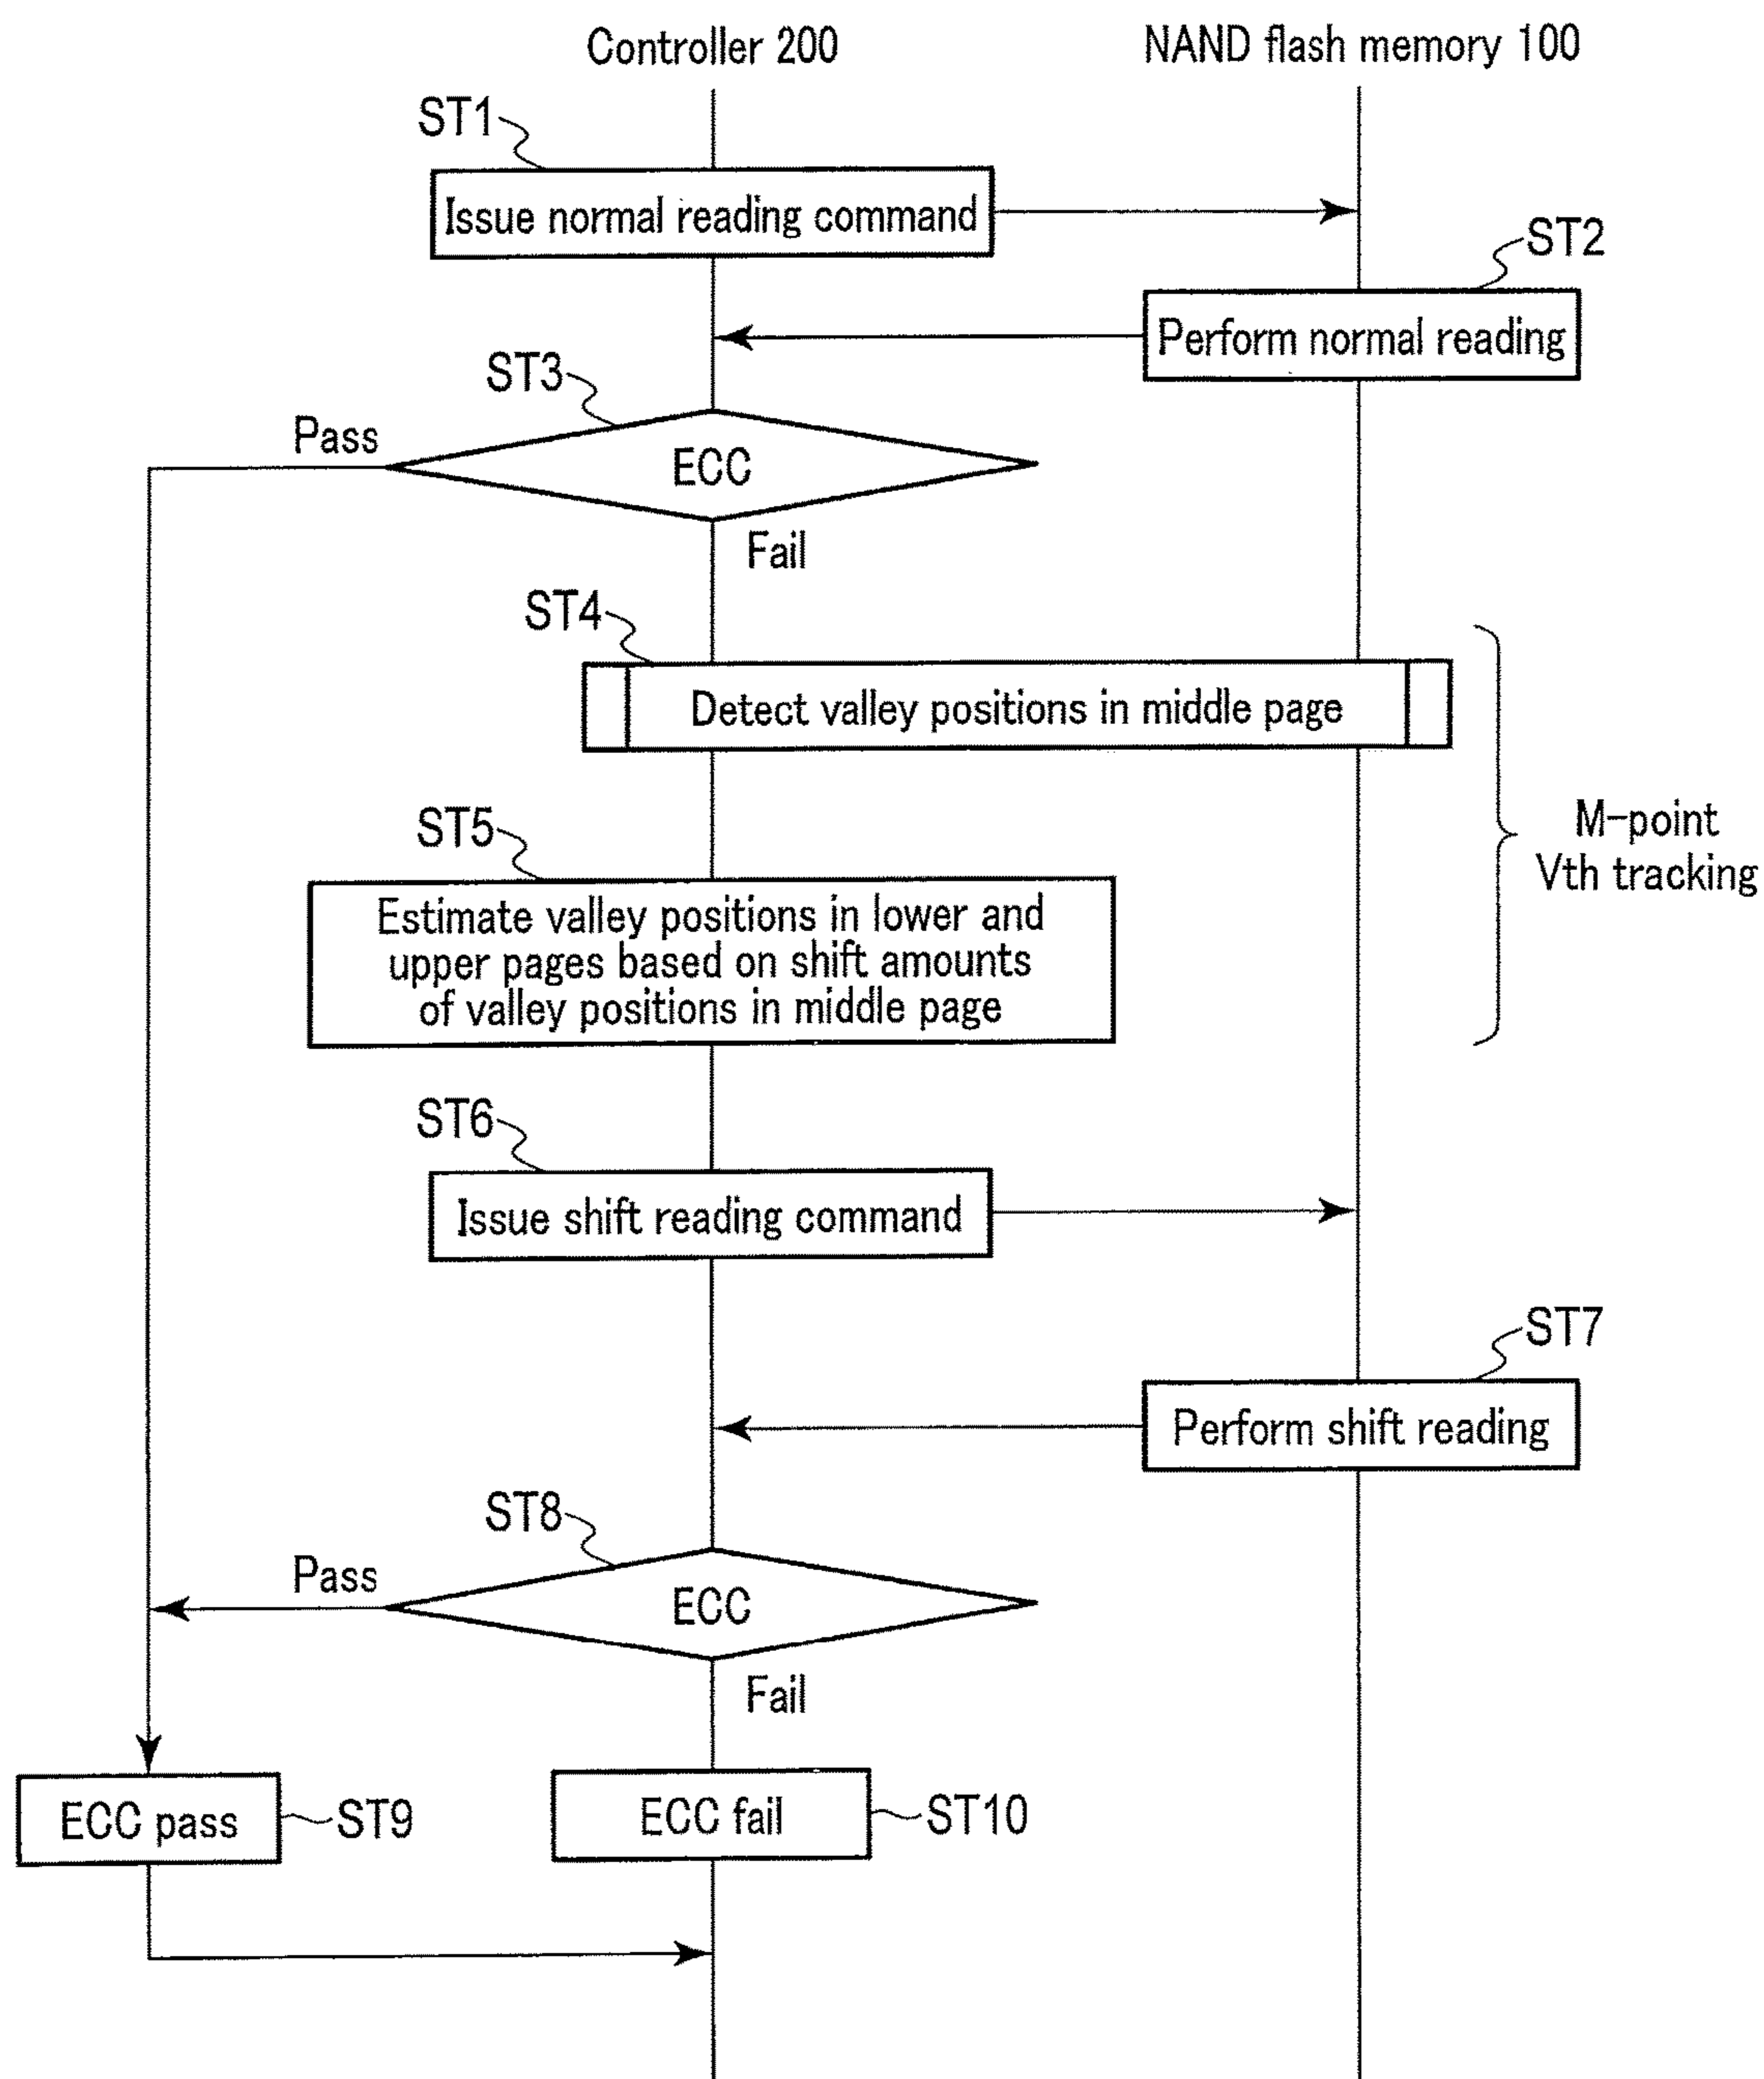 Controller 200
NAND flash memory 100
ST1
Issue normal reading command
ST2
Perform normal reading
ST3
Pass
ECC
Fail
ST4
Detect valley positions in middle page
M-point
Vth tracking
ST5
Estimate valley positions in lower and
upper pages based on shift amounts
of valley positions in middle page
ST6
Issue shift reading command
ST7
Perform shift reading
ST8
Pass
ECC
Fail
ECC pass
ST9
ECC fail
ST10